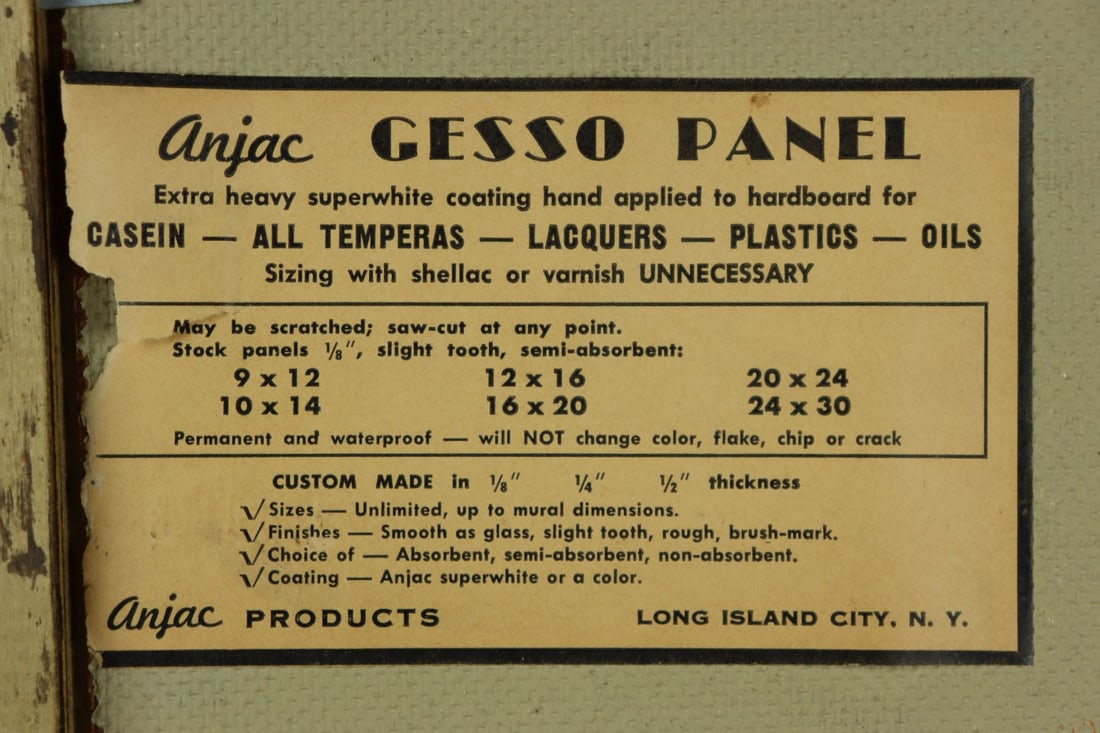 Anjac GESSO PANEL
Extra heavy superwhite coating hand applied to hardboard for
CASEIN — ALL TEMPERAS — LACQUERS — PLASTICS — OILS
Sizing with shellac or varnish UNNECESSARY
May be scratched; saw-cut at any point.
Stock panels 1/8", slight tooth, semi-absorbent:
9 x 12 12 x 16 20 x 24
10 x 14 16 x 20 24 x 30
Permanent and waterproof — will NOT change color, flake, chip or crack
CUSTOM MADE in 1/8" 1/4" 1/2" thickness
√ Sizes — Unlimited, up to mural dimensions.
√ Finishes — Smooth as glass, slight tooth, rough, brush-mark.
√ Choice of — Absorbent, semi-absorbent, non-absorbent.
√ Coating — Anjac superwhite or a color.
Anjac PRODUCTS LONG ISLAND CITY, N. Y.